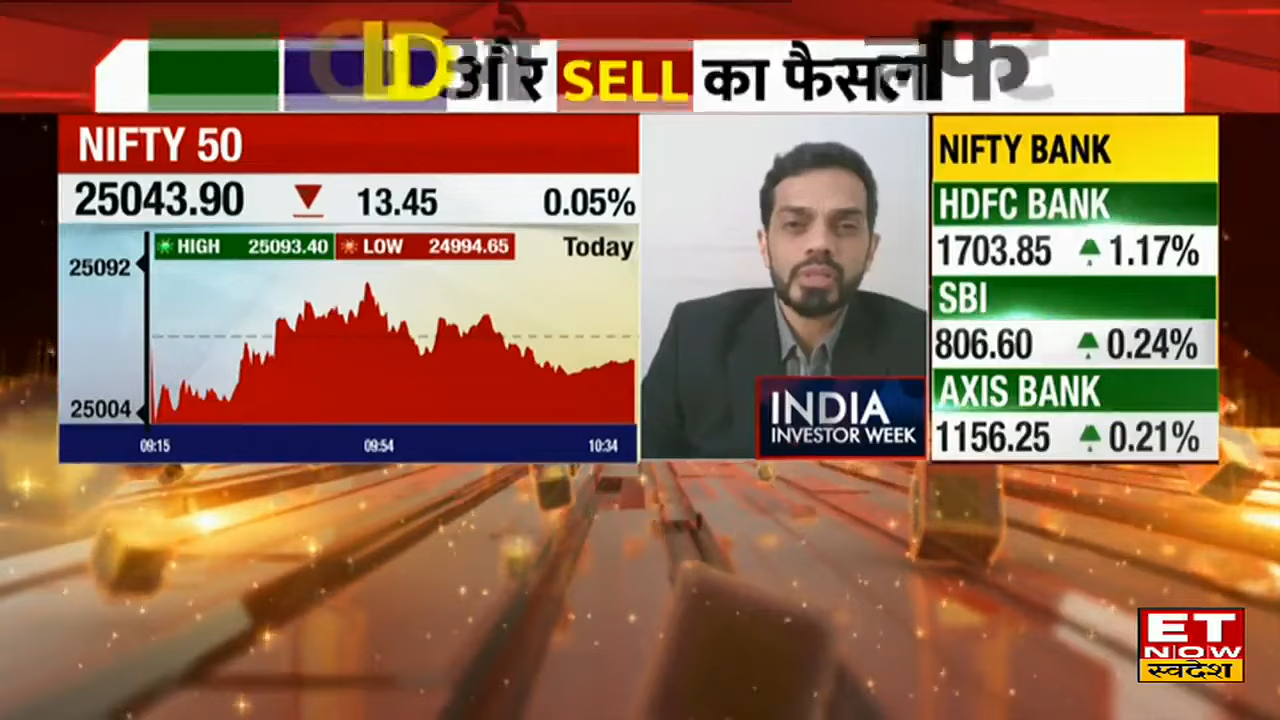 और SELL का
NIFTY 50
25043.90 13.45 0.05%
HIGH 25093.40 LOW 24994.65 Today
25092
25004
09:15 09:54 10:34
INDIA
INVESTOR WEEK
NIFTY BANK
HDFC BANK
1703.85 1.17%
SBI
806.60 0.24%
AXIS BANK
1156.25 0.21%
ET
NOW
स्वदेश